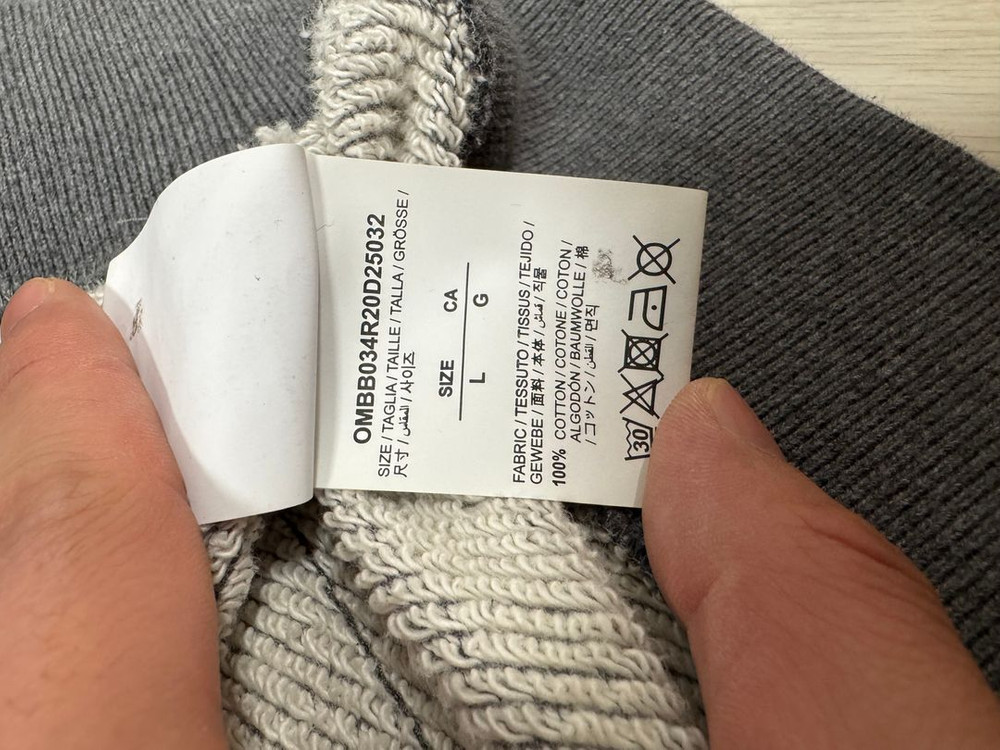 OMBB034R20D25032
SIZE / TAGLIA / TAILLE / TALLA / GRÖSSE /
尺寸 / المقاس / 사이즈
SIZE CA
L G
FABRIC / TESSUTO / TISSUS / TEJIDO /
GEWEBE / 面料 / 本体 / قماش / 직물
100% COTTON / COTONE / COTON /
ALGODÓN / BAUMWOLLE / 棉
/ コットン / القطن / 면직
30